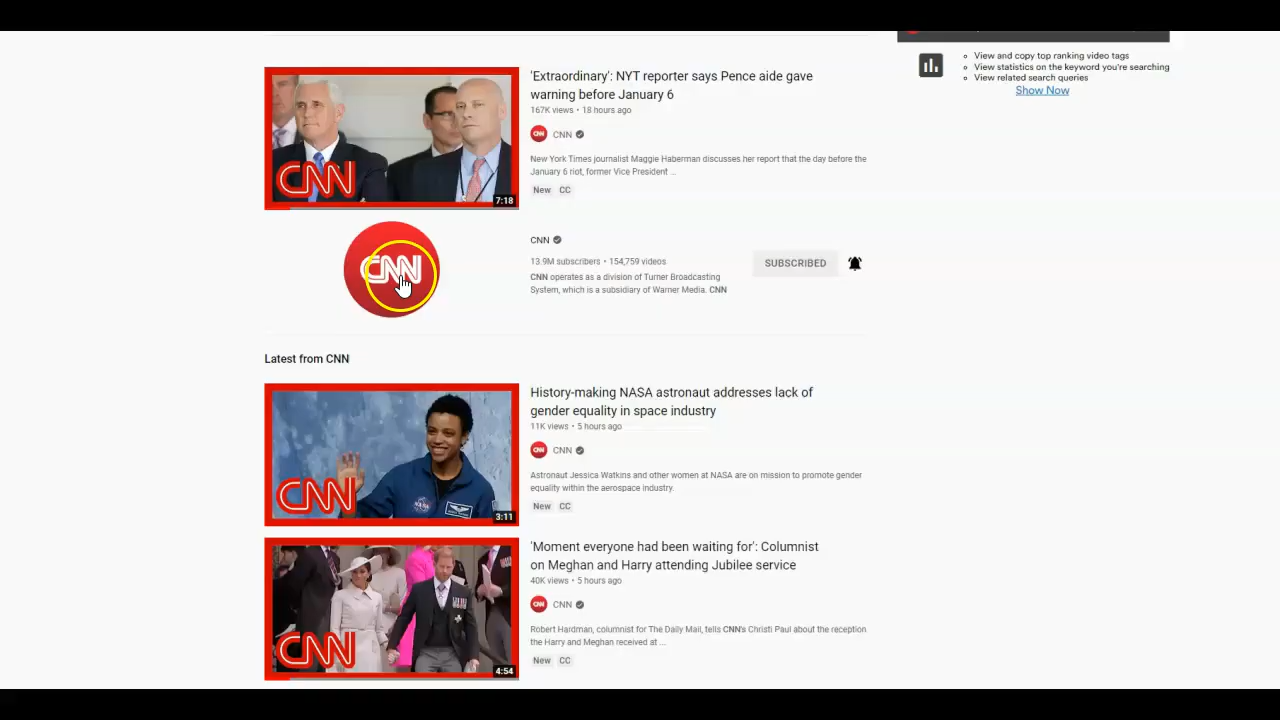 View and copy top ranking video tags
View statistics on the keyword you're searching
View related search queries
Show Now
'Extraordinary': NYT reporter says Pence aide gave
warning before January 6
167K views • 18 hours ago
CNN
CNN
New York Times journalist Maggie Haberman discusses her report that the day before the
January 6 riot, former Vice President ...
New CC
CNN
7:18
CNN
CNN
13.9M subscribers • 154,759 videos
CNN operates as a division of Turner Broadcasting
System, which is a subsidiary of Warner Media. CNN
SUBSCRIBED
Latest from CNN
History-making NASA astronaut addresses lack of
gender equality in space industry
11K views • 5 hours ago
CNN
CNN
Astronaut Jessica Watkins and other women at NASA are on mission to promote gender
equality within the aerospace industry.
New CC
CNN
3:11
'Moment everyone had been waiting for': Columnist
on Meghan and Harry attending Jubilee service
40K views • 5 hours ago
CNN
CNN
Robert Hardman, columnist for The Daily Mail, tells CNN's Christi Paul about the reception
the Harry and Meghan received at ...
New CC
CNN
4:54